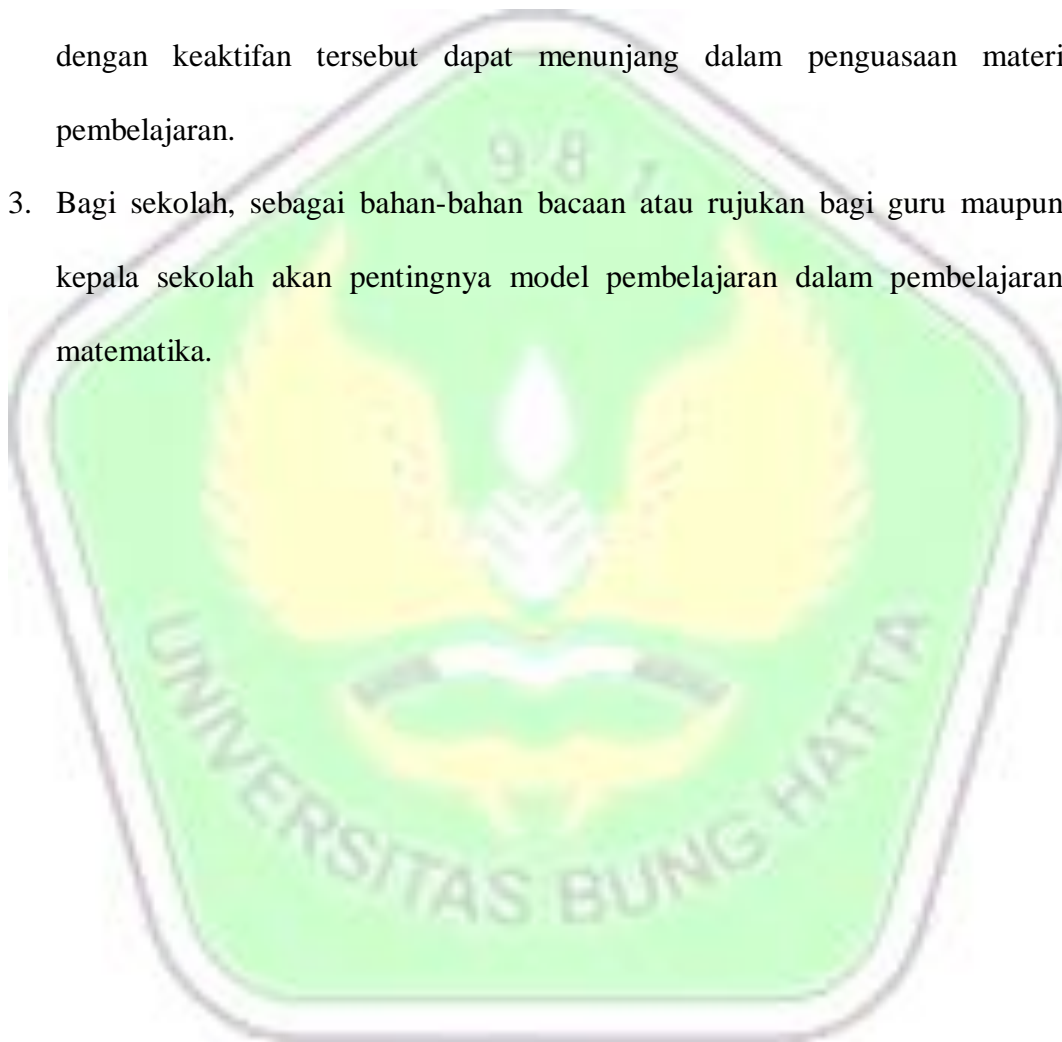 dengan keaktifan tersebut dapat menunjang dalam penguasaan materi
pembelajaran.
1981
3. Bagi sekolah, sebagai bahan-bahan bacaan atau rujukan bagi guru maupun
kepala sekolah akan pentingnya model pembelajaran dalam pembelajaran
matematika.
UNIVERSITAS BUNG HATTA